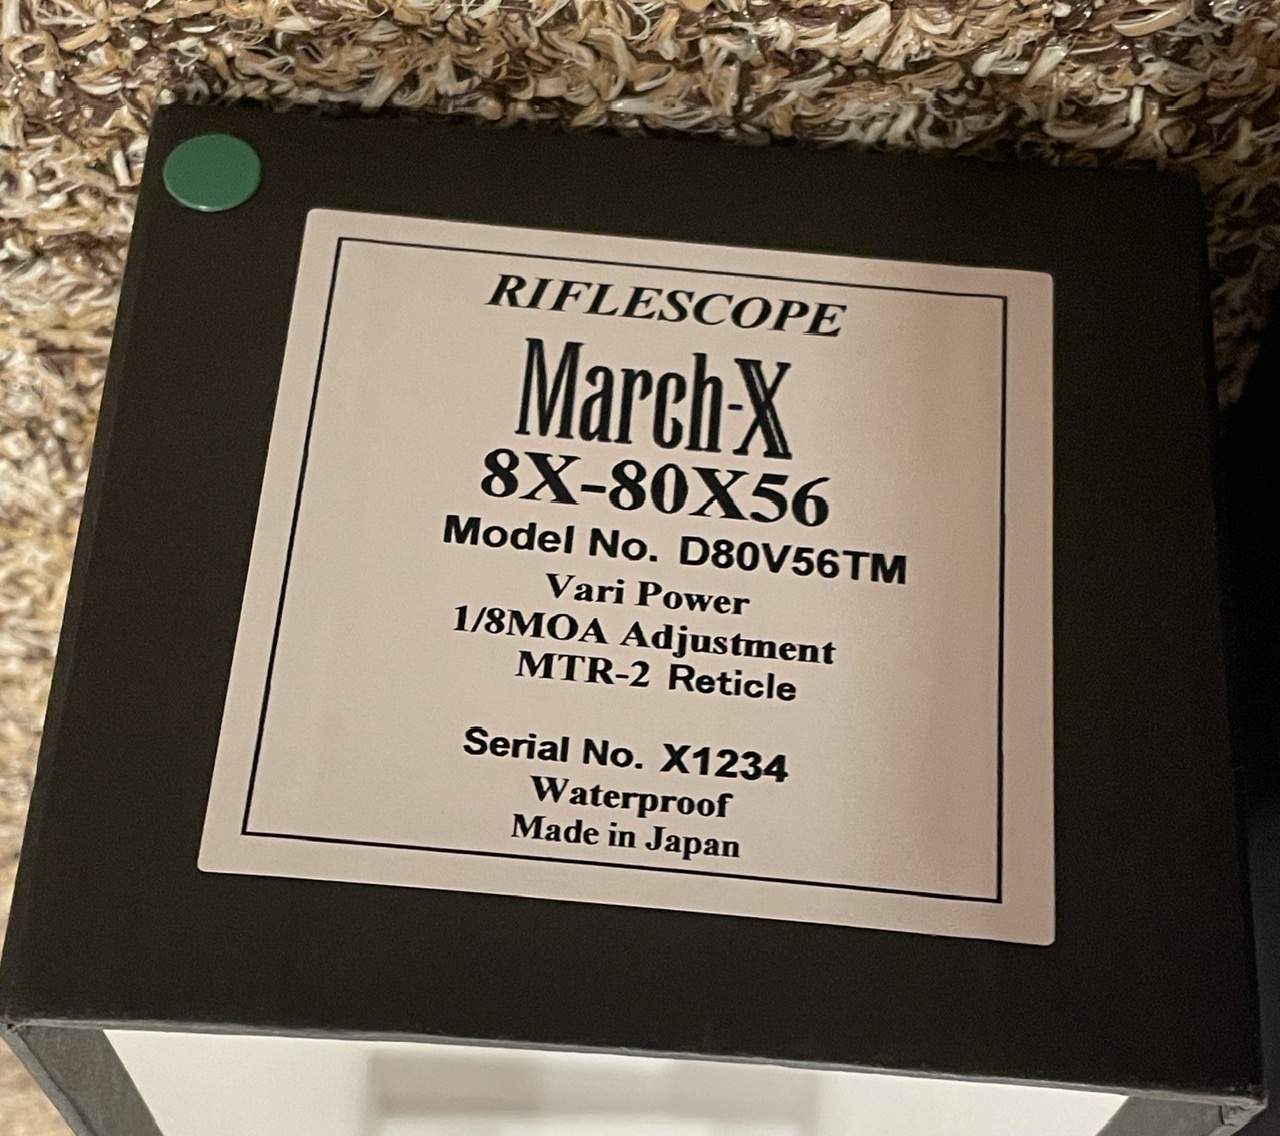 RIFLESCOPE
March-X
8X-80X56
Model No. D80V56TM
Vari Power
1/8MOA Adjustment
MTR-2 Reticle
Serial No. X1234
Waterproof
Made in Japan